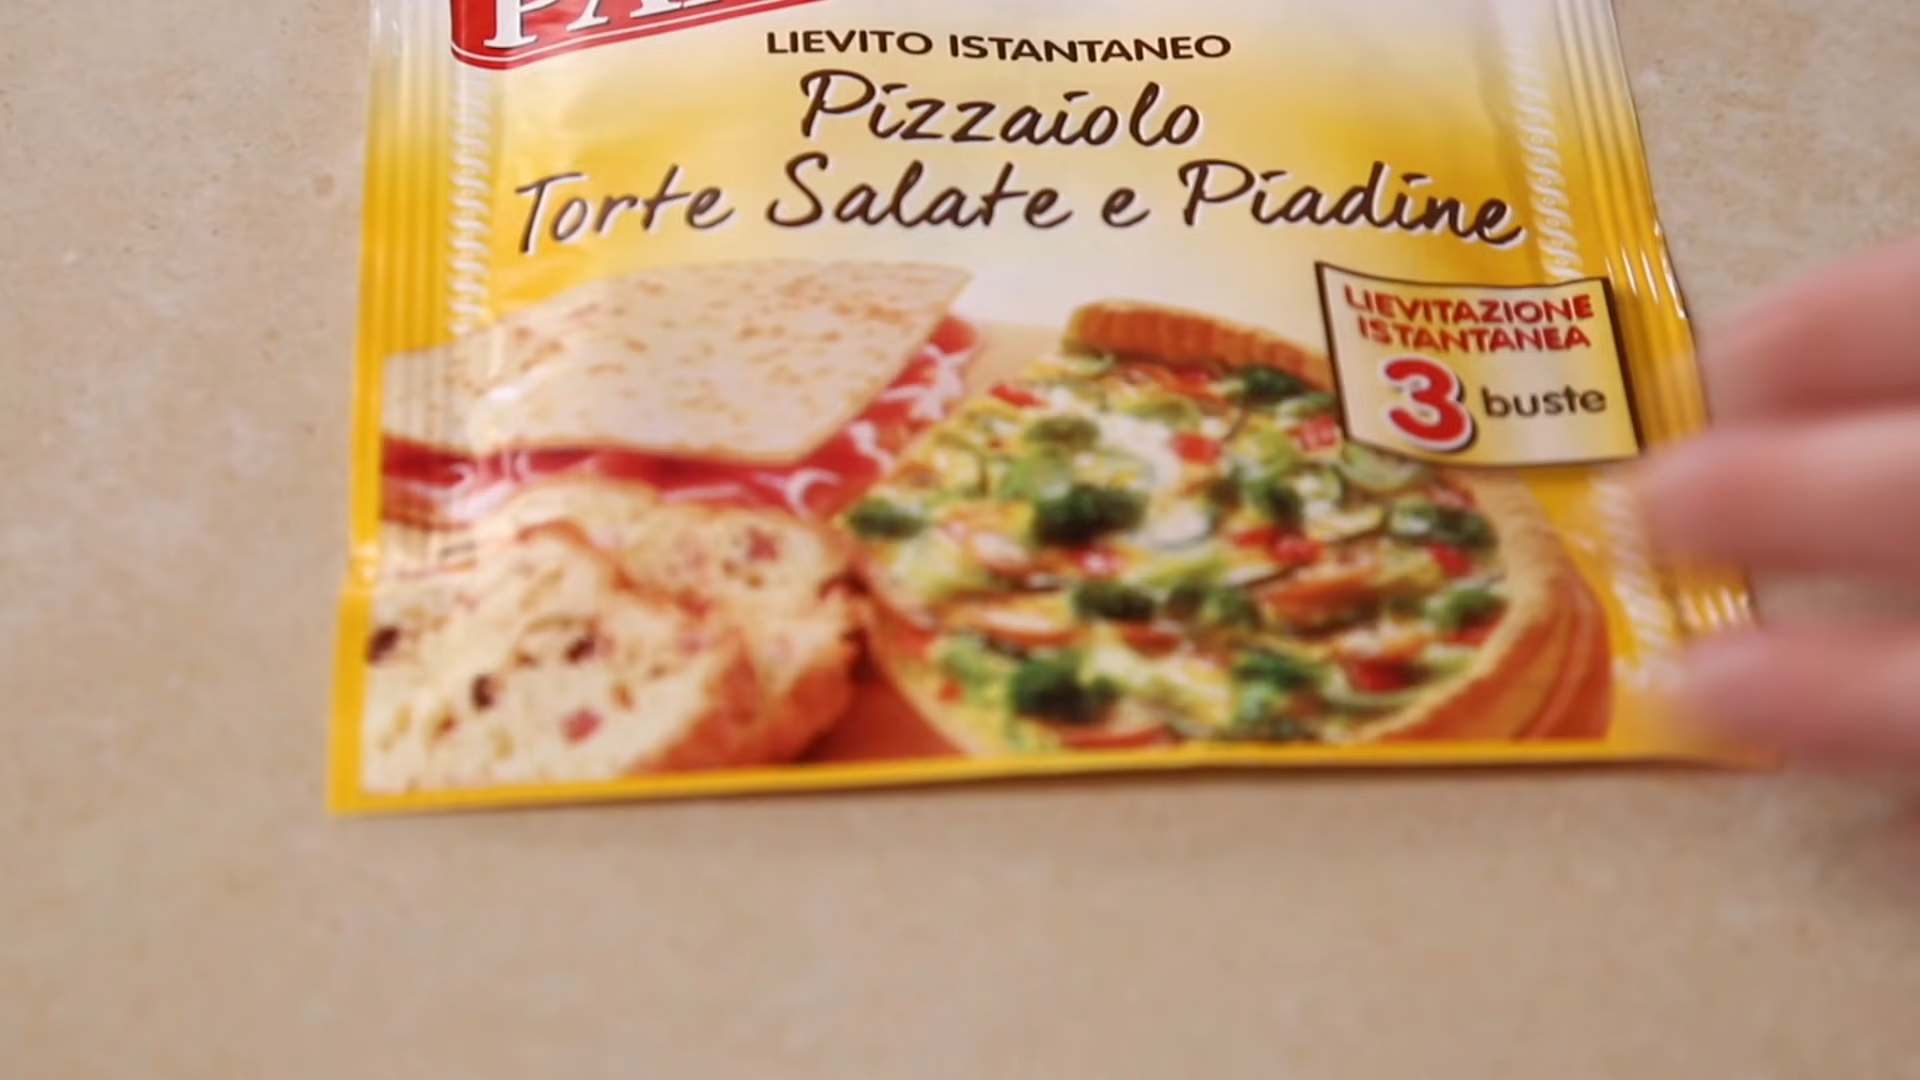 LIEVITO ISTANTANEO
Pizzaiolo
Torte Salate e Piadine
LIEVITAZIONE
ISTANTANEA
3 buste